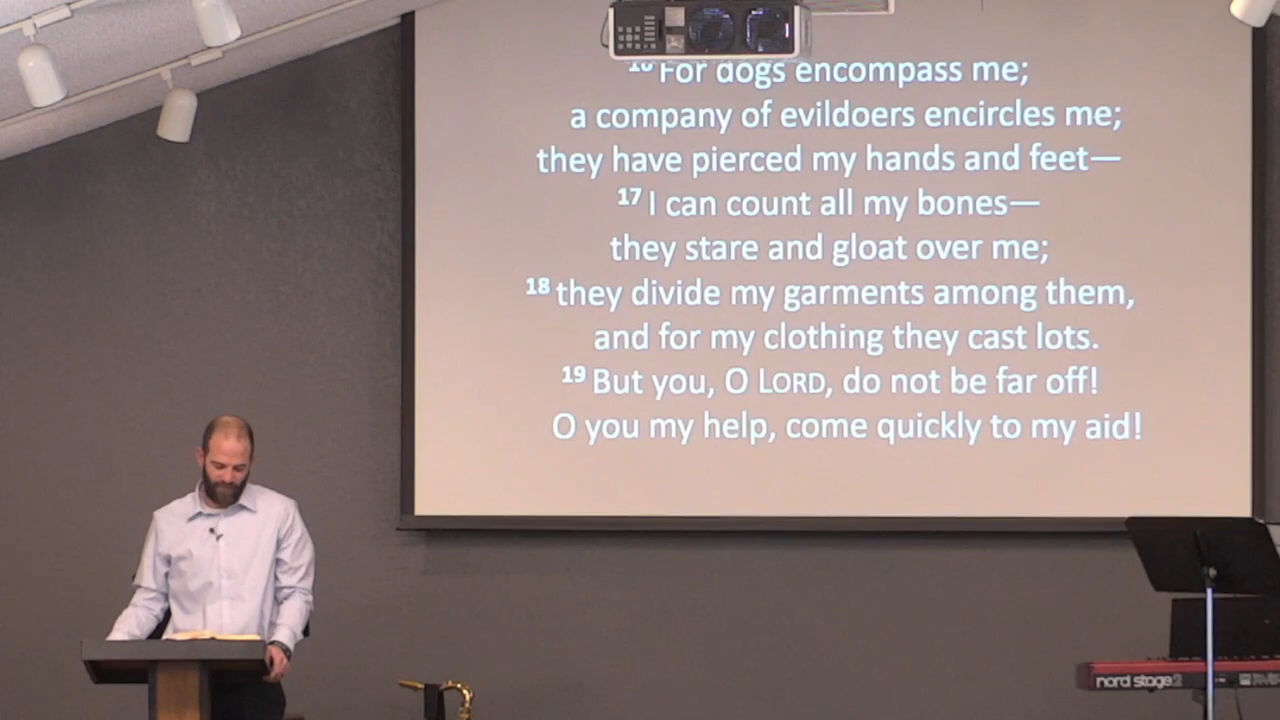 16 For dogs encompass me;
a company of evildoers encircles me;
they have pierced my hands and feet—
17 I can count all my bones—
they stare and gloat over me;
18 they divide my garments among them,
and for my clothing they cast lots.
19 But you, O LORD, do not be far off!
O you my help, come quickly to my aid!
nord stage 2